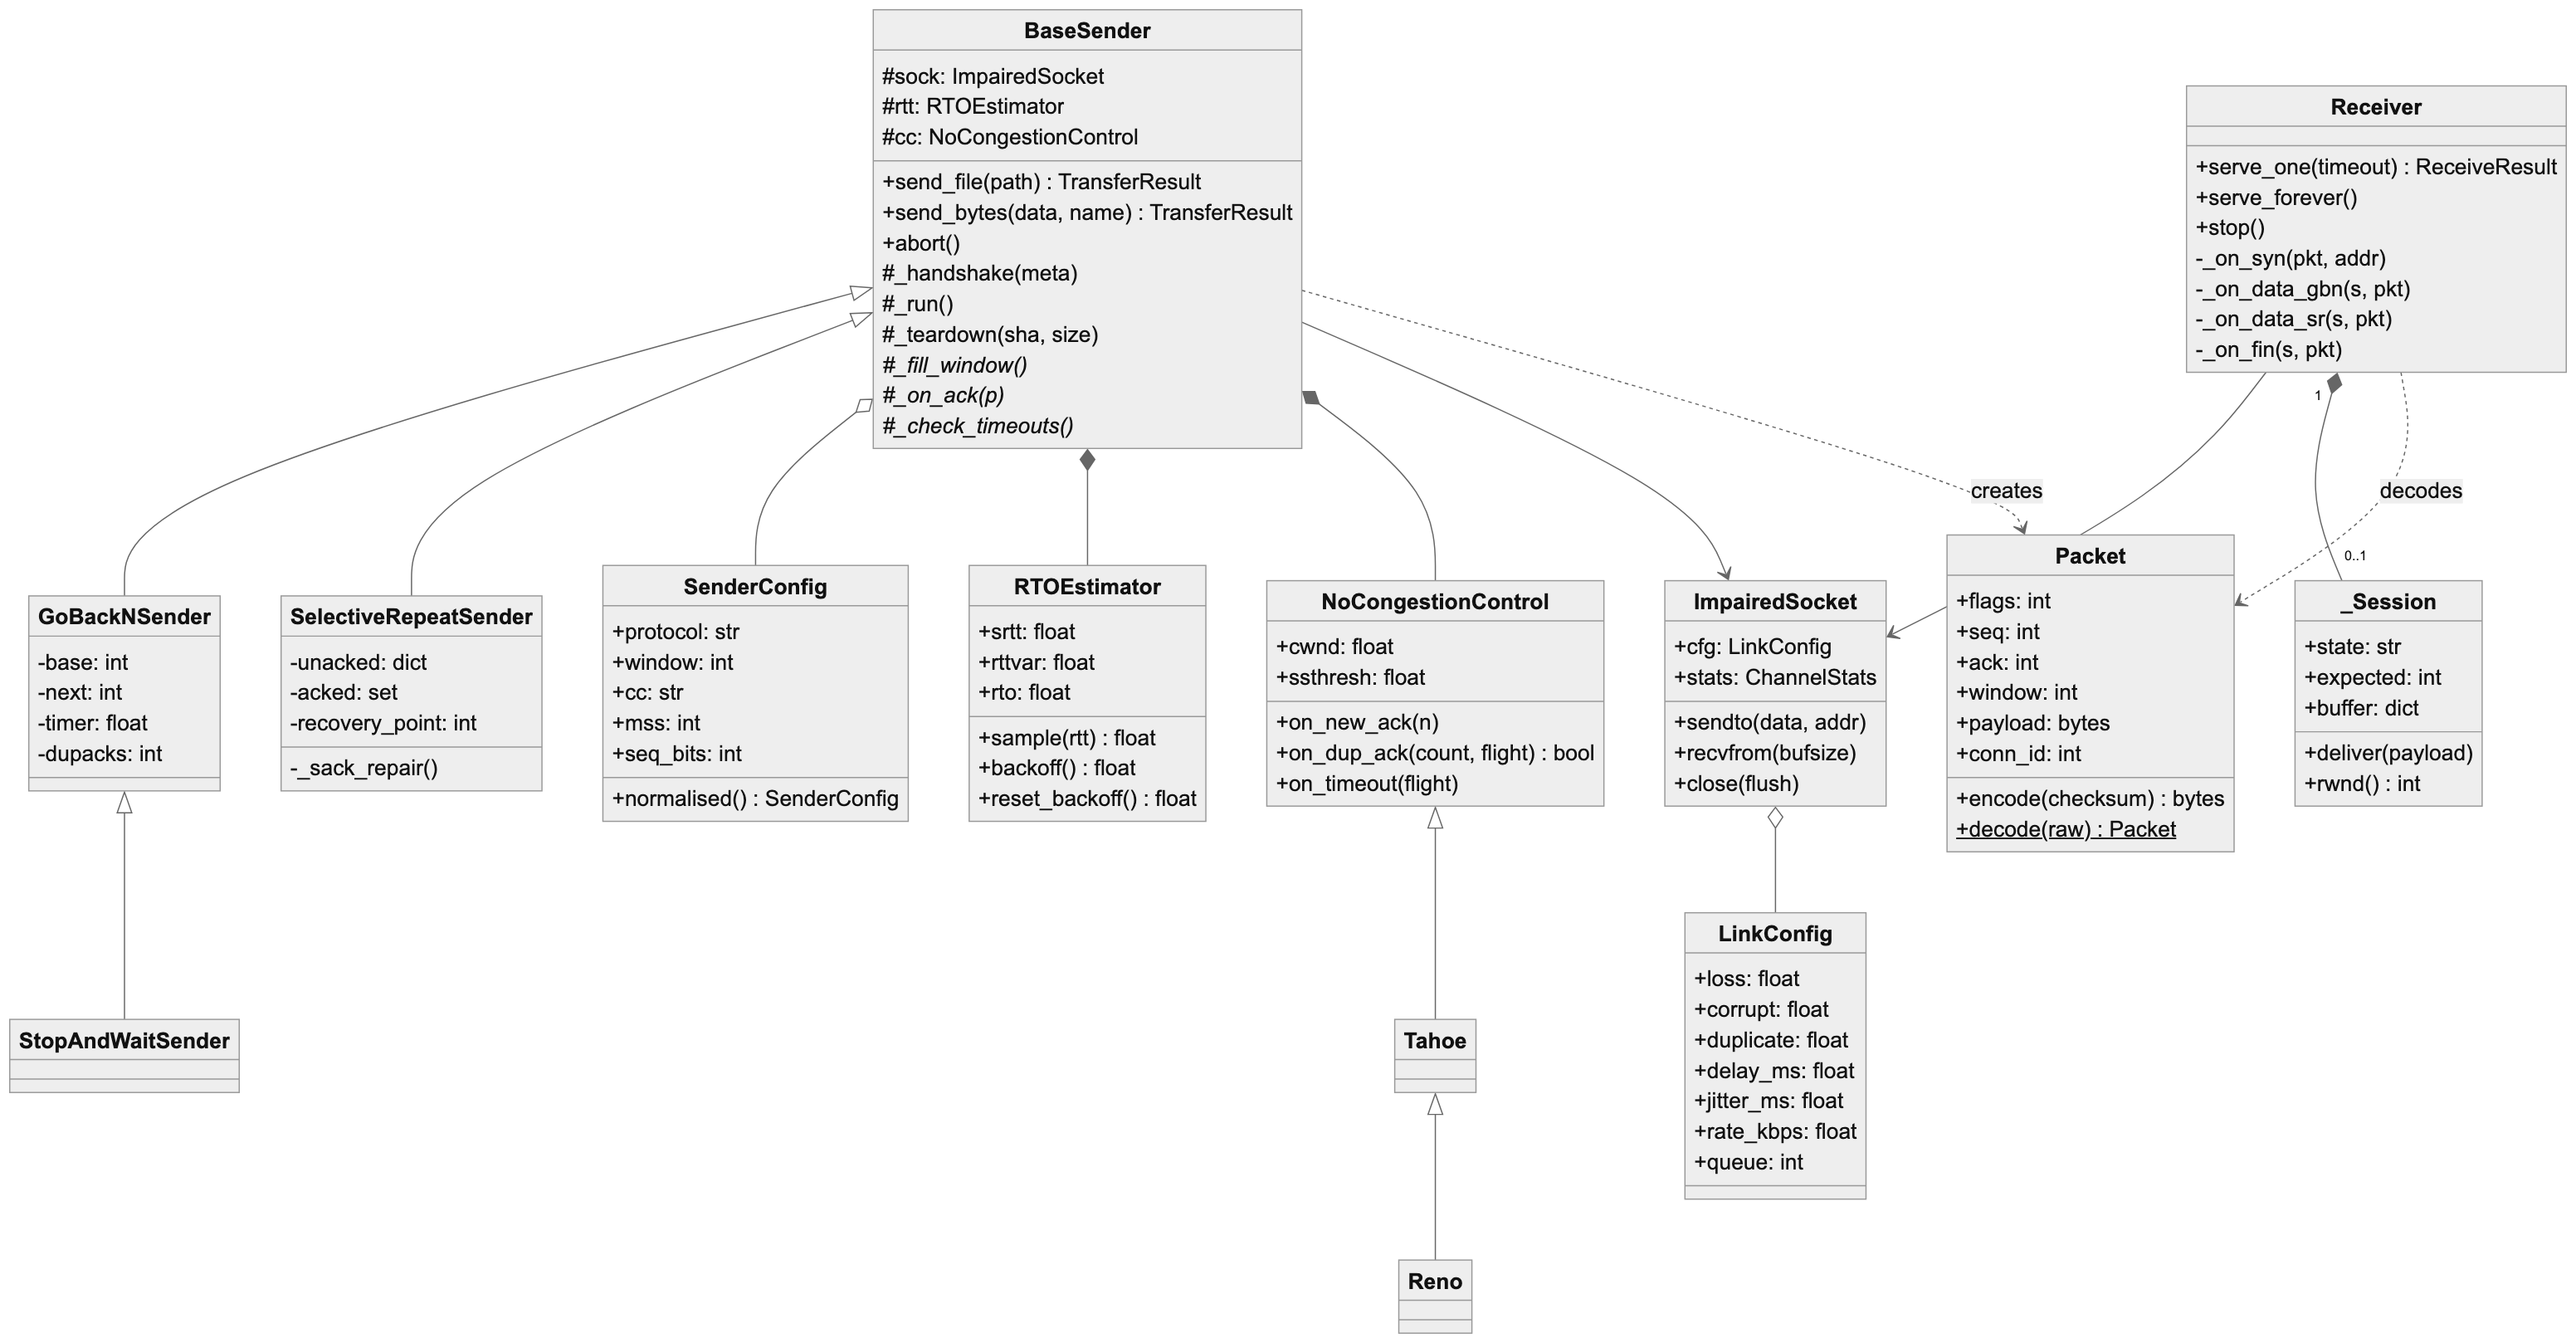 BaseSender
#sock: ImpairedSocket
#rtt: RTOEstimator
#cc: NoCongestionControl
+send_file(path) : TransferResult
+send_bytes(data, name) : TransferResult
+abort()
#_handshake(meta)
#_run()
#_teardown(sha, size)
#_fill_window()
#_on_ack(p)
#_check_timeouts()
Receiver
+serve_one(timeout) : ReceiveResult
+serve_forever()
+stop()
-_on_syn(pkt, addr)
-_on_data_gbn(s, pkt)
-_on_data_sr(s, pkt)
-_on_fin(s, pkt)
1
creates
decodes
0..1
GoBackNSender
-base: int
-next: int
-timer: float
-dupacks: int
SelectiveRepeatSender
-unacked: dict
-acked: set
-recovery_point: int
-_sack_repair()
SenderConfig
+protocol: str
+window: int
+cc: str
+mss: int
+seq_bits: int
+normalised() : SenderConfig
RTOEstimator
+srtt: float
+rttvar: float
+rto: float
+sample(rtt) : float
+backoff() : float
+reset_backoff() : float
NoCongestionControl
+cwnd: float
+ssthresh: float
+on_new_ack(n)
+on_dup_ack(count, flight) : bool
+on_timeout(flight)
ImpairedSocket
+cfg: LinkConfig
+stats: ChannelStats
+sendto(data, addr)
+recvfrom(bufsize)
+close(flush)
Packet
+flags: int
+seq: int
+ack: int
+window: int
+payload: bytes
+conn_id: int
+encode(checksum) : bytes
+decode(raw) : Packet
_Session
+state: str
+expected: int
+buffer: dict
+deliver(payload)
+rwnd() : int
StopAndWaitSender
Tahoe
LinkConfig
+loss: float
+corrupt: float
+duplicate: float
+delay_ms: float
+jitter_ms: float
+rate_kbps: float
+queue: int
Reno